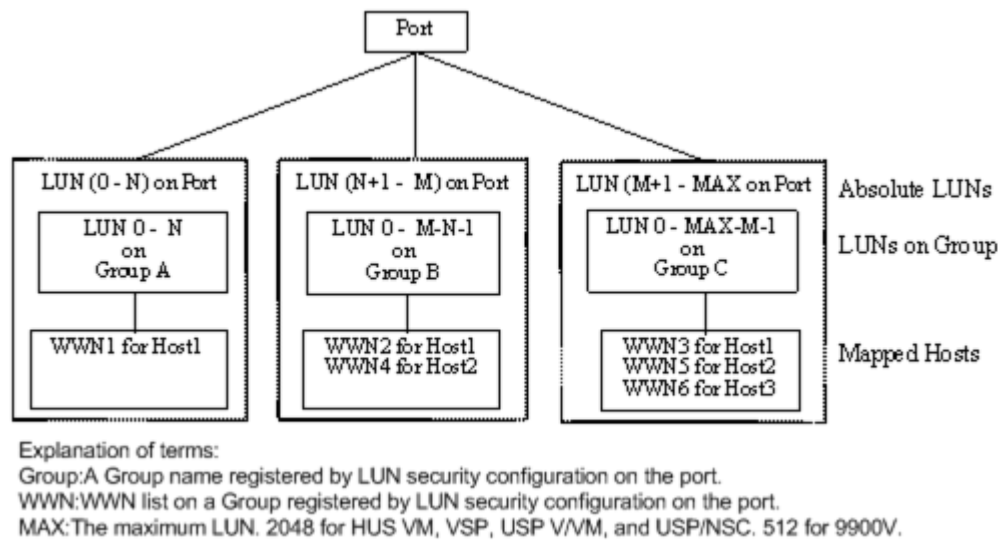 Port
LUN (0 - N) on Port
LUN (N+1 - M) on Port
LUN (M+1 - MAX on Port
Absolute LUNs
LUN 0 - N
on
Group A
LUN 0 - M-N-1
on
Group B
LUN 0 - MAX-M-1
on
Group C
LUNs on Group
WWN1 for Host1
WWN2 for Host1
WWN4 for Host2
WWN3 for Host1
WWN5 for Host2
WWN6 for Host3
Mapped Hosts
Explanation of terms:
Group:A Group name registered by LUN security configuration on the port.
WWN:WWN list on a Group registered by LUN security configuration on the port.
MAX:The maximum LUN. 2048 for HUS VM, VSP, USP V/VM, and USP/NSC. 512 for 9900V.